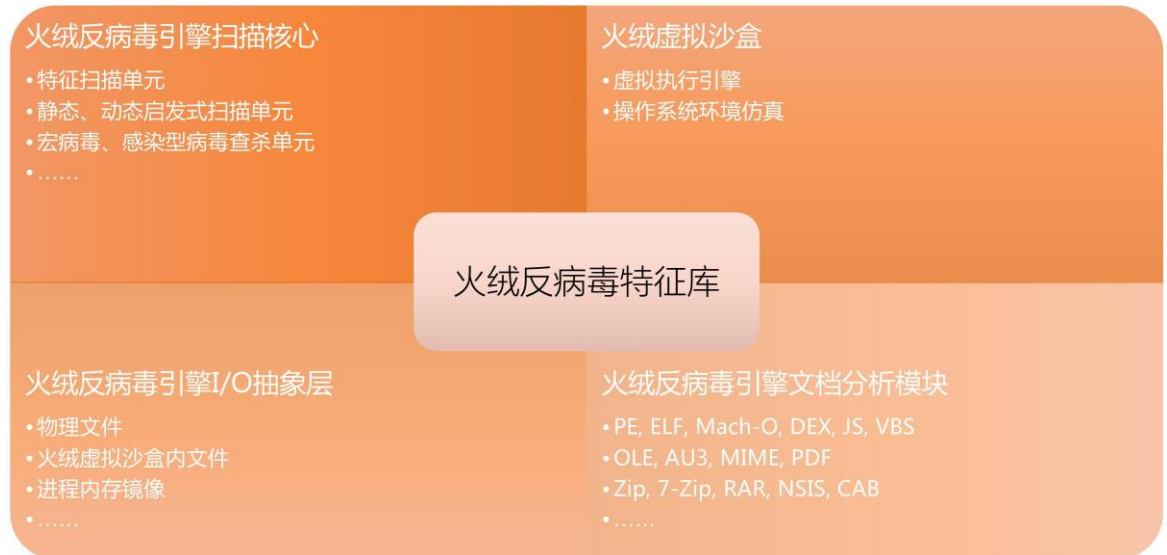 火绒反病毒引擎扫描核心
•特征扫描单元
•静态、动态启发式扫描单元
•宏病毒、感染型病毒查杀单元
•……
火绒虚拟沙盒
•虚拟执行引擎
•操作系统环境仿真
火绒反病毒特征库
火绒反病毒引擎I/O抽象层
•物理文件
•火绒虚拟沙盒内文件
•进程内存镜像
•……
火绒反病毒引擎文档分析模块
•PE, ELF, Mach-O, DEX, JS, VBS
•OLE, AU3, MIME, PDF
•Zip, 7-Zip, RAR, NSIS, CAB
•……